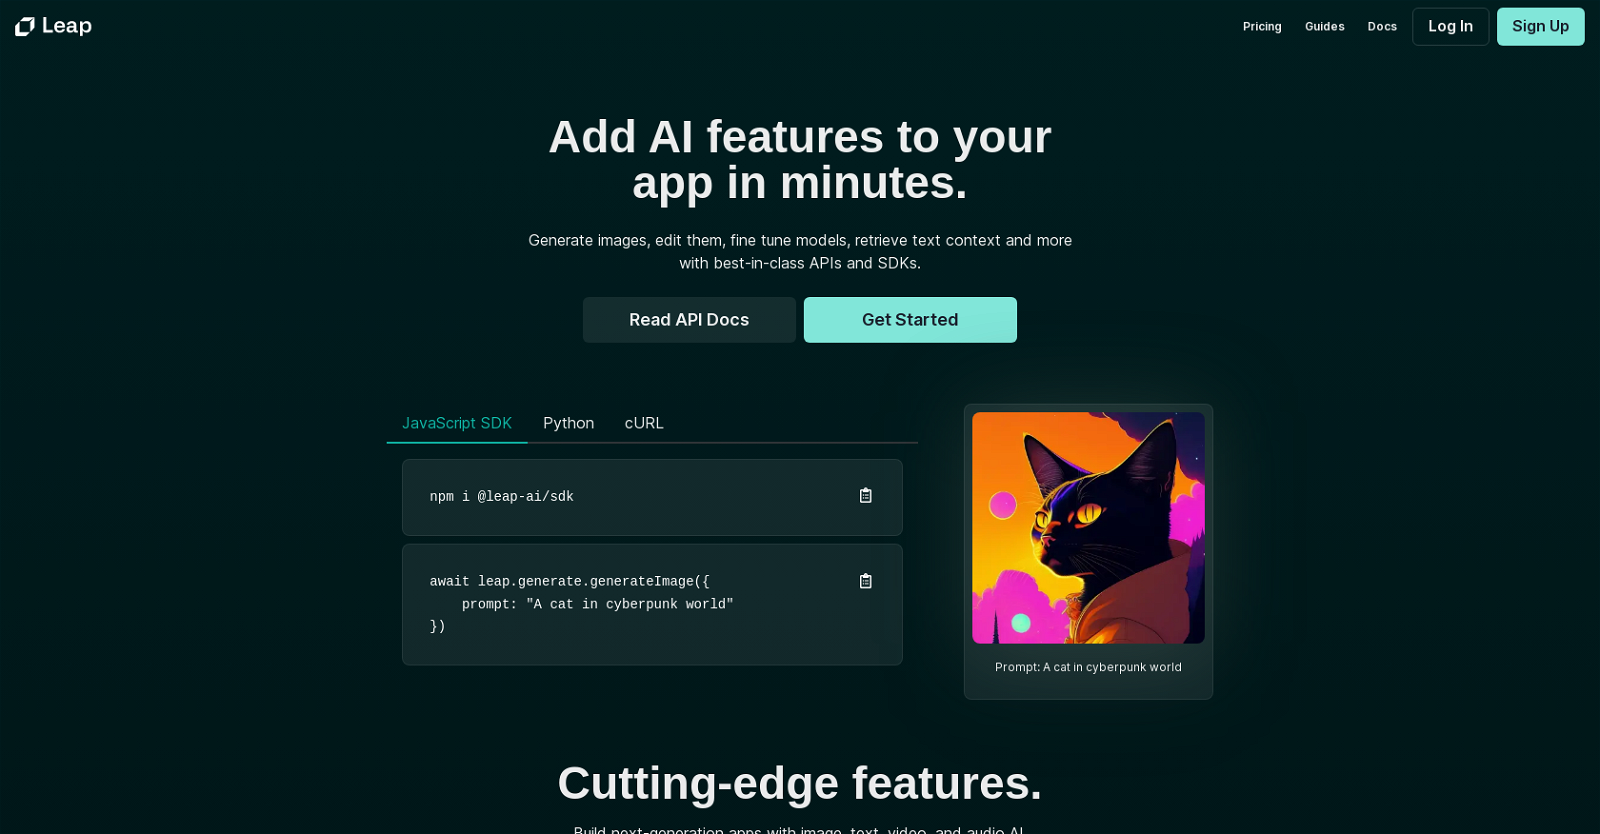 Leap
Pricing
Guides
Docs
Log In
Sign Up
Add AI features to your
app in minutes.
Generate images, edit them, fine tune models, retrieve text context and more
with best-in-class APIs and SDKs.
Read API Docs
Get Started
JavaScript SDK
Python
cURL
npm i @leap-ai/sdk
await leap.generate.generateImage({
    prompt: "A cat in cyberpunk world"
})
Prompt: A cat in cyberpunk world
Cutting-edge features.
Build next-generation apps with image, text, video, and audio AI